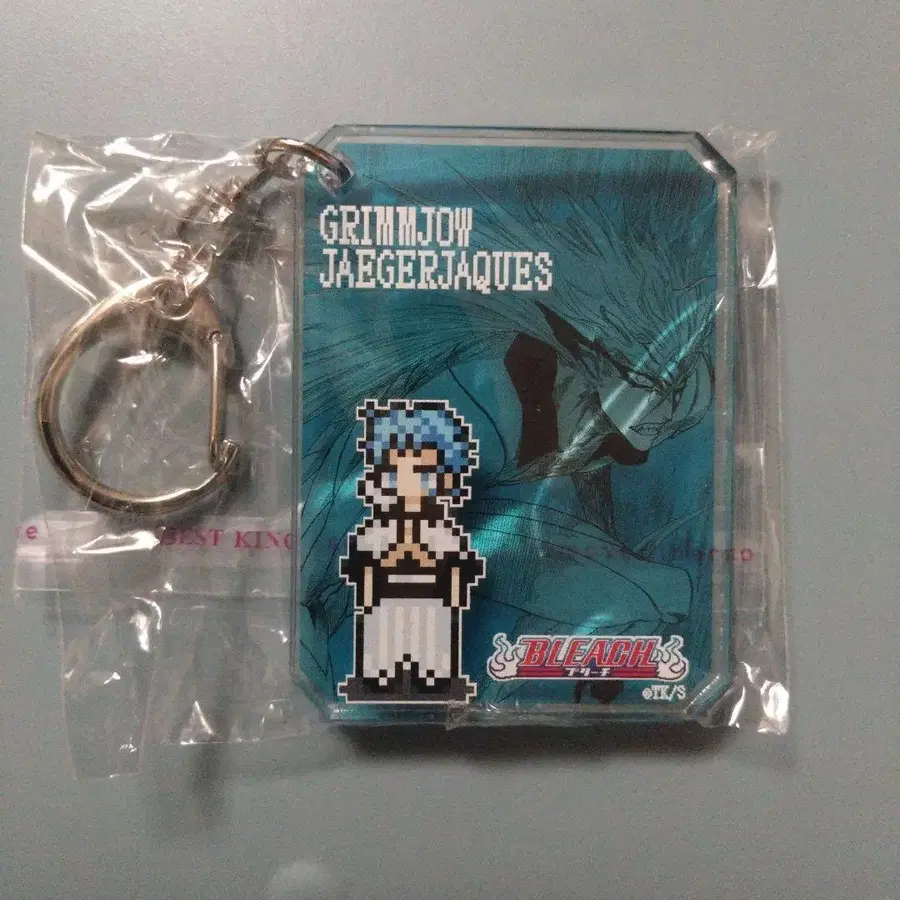 GRIMMJOW
JAEGERJAQUES
BEST KING
BLEACH
ブリーチ
©TK/S